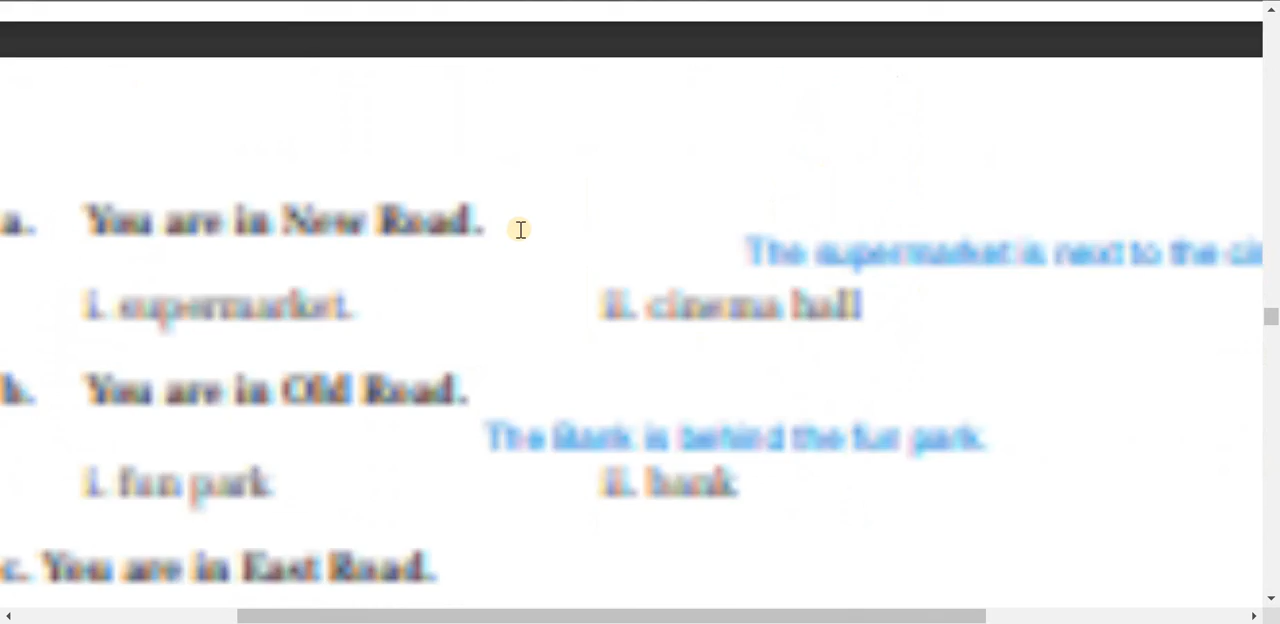 a. You are in New Road.
The supermarket is next to the
i. supermarket ii. cinema hall
b. You are in Old Road.
The Bank is behind the fun park.
i. fun park ii. bank
c. You are in East Road.